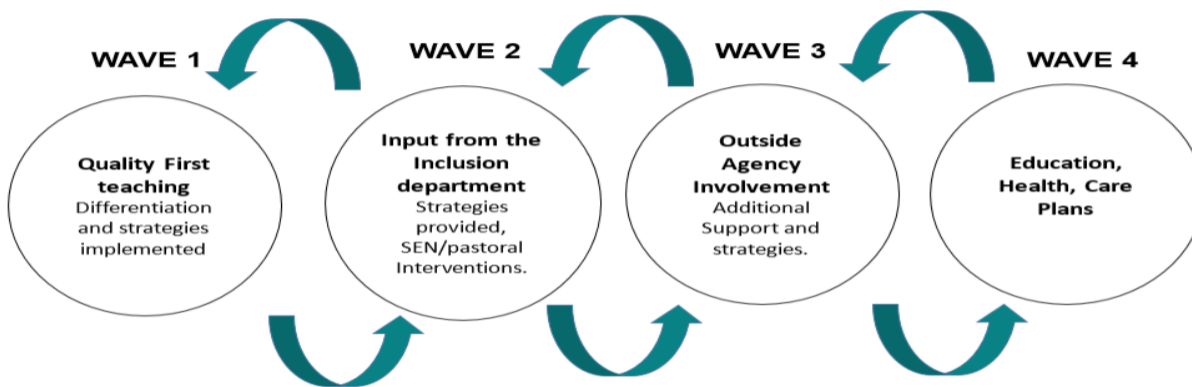 WAVE 1
Quality First
teaching
Differentiation
and strategies
implemented
WAVE 2
Input from the
Inclusion
department
Strategies
provided,
SEN/pastoral
Interventions.
WAVE 3
Outside
Agency
Involvement
Additional
Support and
strategies.
WAVE 4
Education,
Health, Care
Plans